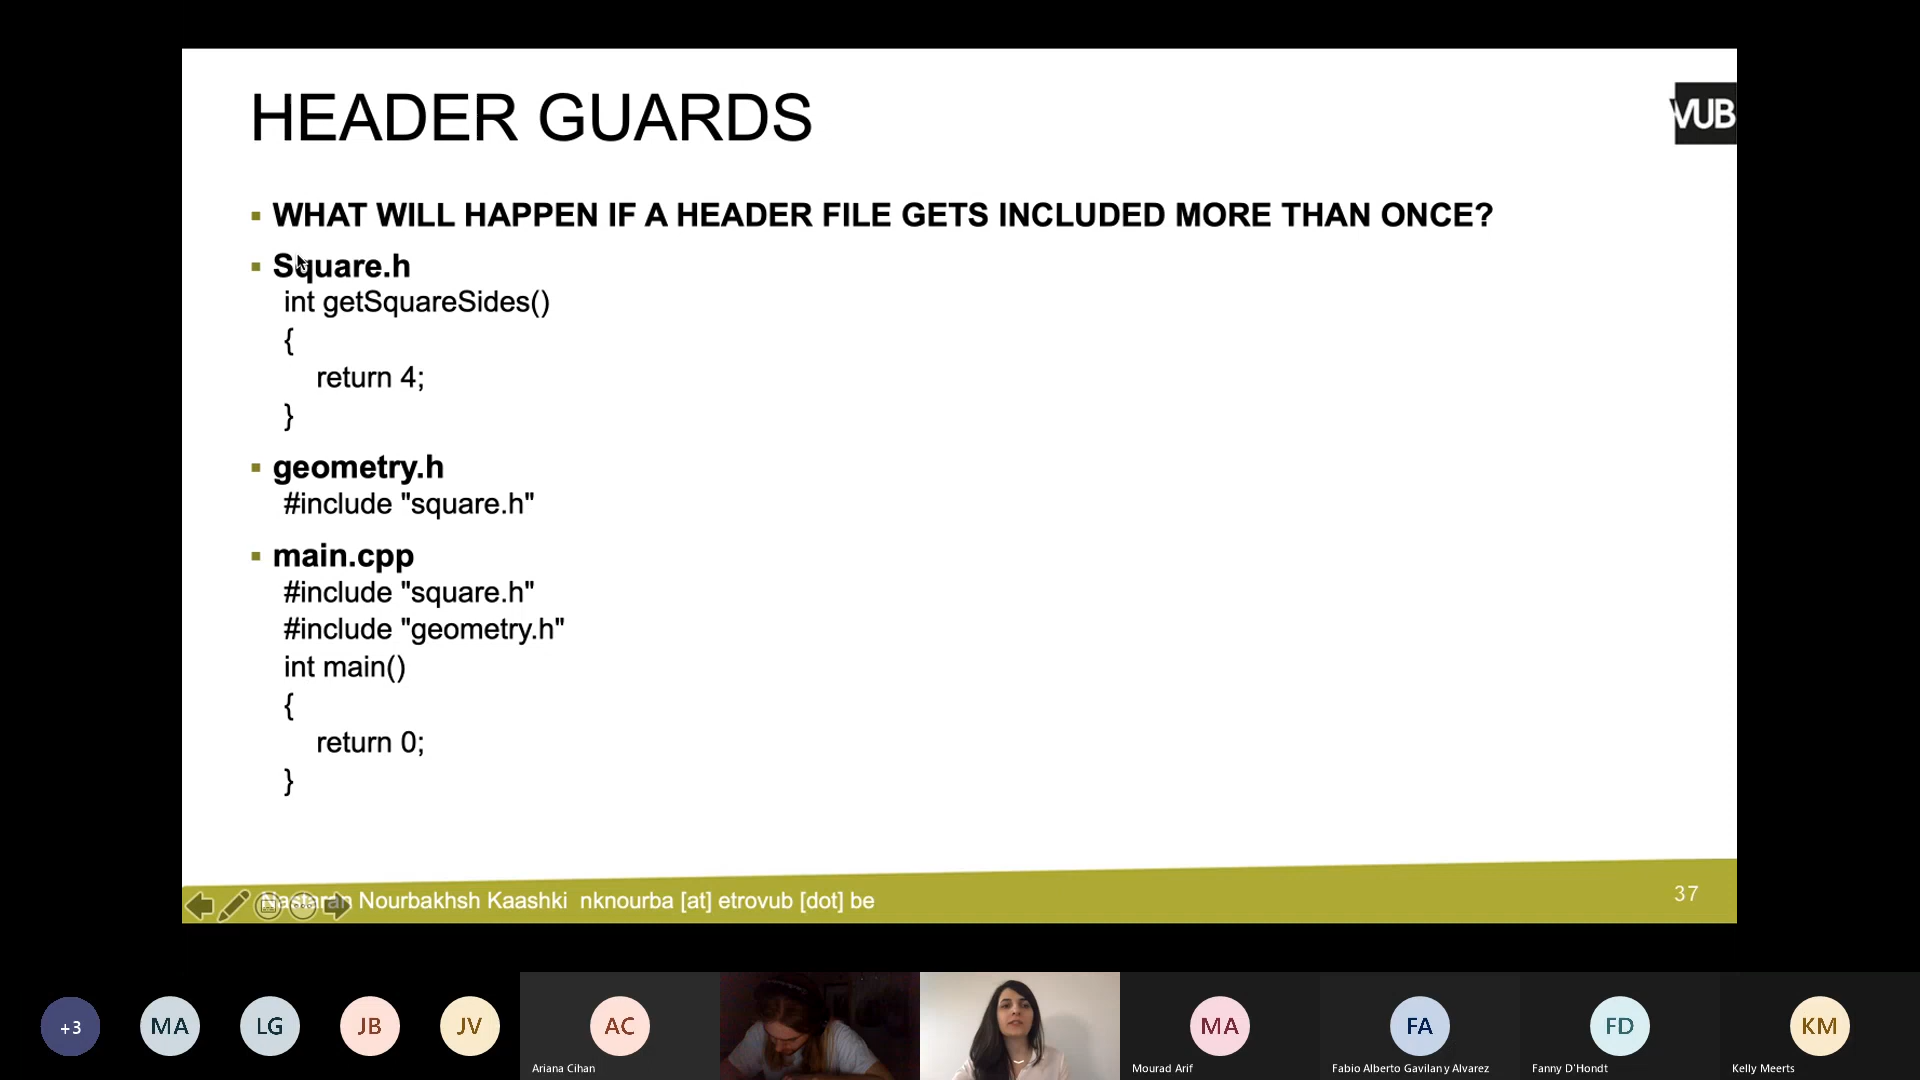 HEADER GUARDS
VUB
WHAT WILL HAPPEN IF A HEADER FILE GETS INCLUDED MORE THAN ONCE?
Square.h
int getSquareSides()
{
return 4;
}
geometry.h
#include "square.h"
main.cpp
#include "square.h"
#include "geometry.h"
int main()
{
return 0;
}
Nastaran Nourbakhsh Kaashki nknourba [at] etrovub [dot] be
37
+3
MA
LG
JB
JV
AC
MA
FA
FD
KM
Ariana Cihan
Mourad Arif
Fabio Alberto Gavilan y Alvarez
Fanny D'Hondt
Kelly Meerts